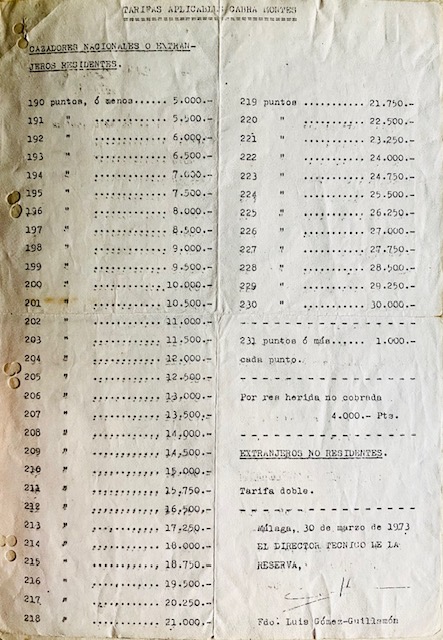 TARIFAS APLICABLES CABRA MONTES
CAZADORES NACIONALES O EXTRAN-
JEROS RESIDENTES.
190 puntos, ó menos...... 5.000.-
191 " ............... 5.500.-
192 " ............... 6.000.-
193 " ............... 6.500.-
194 " ............... 7.000.-
195 " ............... 7.500.-
196 " ............... 8.000.-
197 " ............... 8.500.-
198 " ............... 9.000.-
199 " ............... 9.500.-
200 " ............... 10.000.-
201 " ............... 10.500.-
202 " ............... 11.000.-
203 " ............... 11.500.-
204 " ............... 12.000.-
205 " ............... 12.500.-
206 " ............... 13.000.-
207 " ............... 13.500.-
208 " ............... 14.000.-
209 " ............... 14.500.-
210 " ............... 15.000.-
211 " ............... 15.750.-
212 " ............... 16.500.-
213 " ............... 17.250.-
214 " ............... 18.000.-
215 " ............... 18.750.=
216 " ............... 19.500.-
217 " ............... 20.250.-
218 " ............... 21.000.-
219 puntos ........... 21.750.-
220 " ........... 22.500.-
221 " ........... 23.250.-
222 " ........... 24.000.-
223 " ........... 24.750.-
224 " ........... 25.500.-
225 " ........... 26.250.-
226 " ........... 27.000.-
227 " ........... 27.750.-
228 " ........... 28.500.-
229 " ........... 29.250.-
230 " ........... 30.000.-
231 puntos ó más...... 1.000.-
cada punto.
Por res herida no cobrada
4.000.- Pts.
EXTRANJEROS NO RESIDENTES.
Tarifa doble.
Málaga, 30 de marzo de 1973
EL DIRECTOR TECNICO DE LA
RESERVA,
Fdo. Luis Gómez-Guillamón